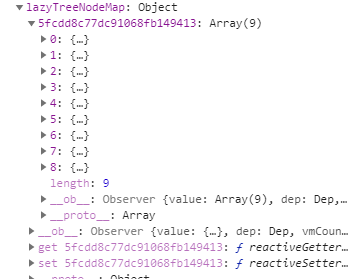 lazyTreeNodeMap: Object
5fcdd8c77dc91068fb149413: Array(9)
0: {…}
1: {…}
2: {…}
3: {…}
4: {…}
5: {…}
6: {…}
7: {…}
8: {…}
length: 9
__ob__: Observer {value: Array(9), dep: Dep,…
__proto__: Array
__ob__: Observer {value: {…}, dep: Dep, vmCoun…
get 5fcdd8c77dc91068fb149413: ƒ reactiveGetter…
set 5fcdd8c77dc91068fb149413: ƒ reactiveSetter…
__proto__: Object